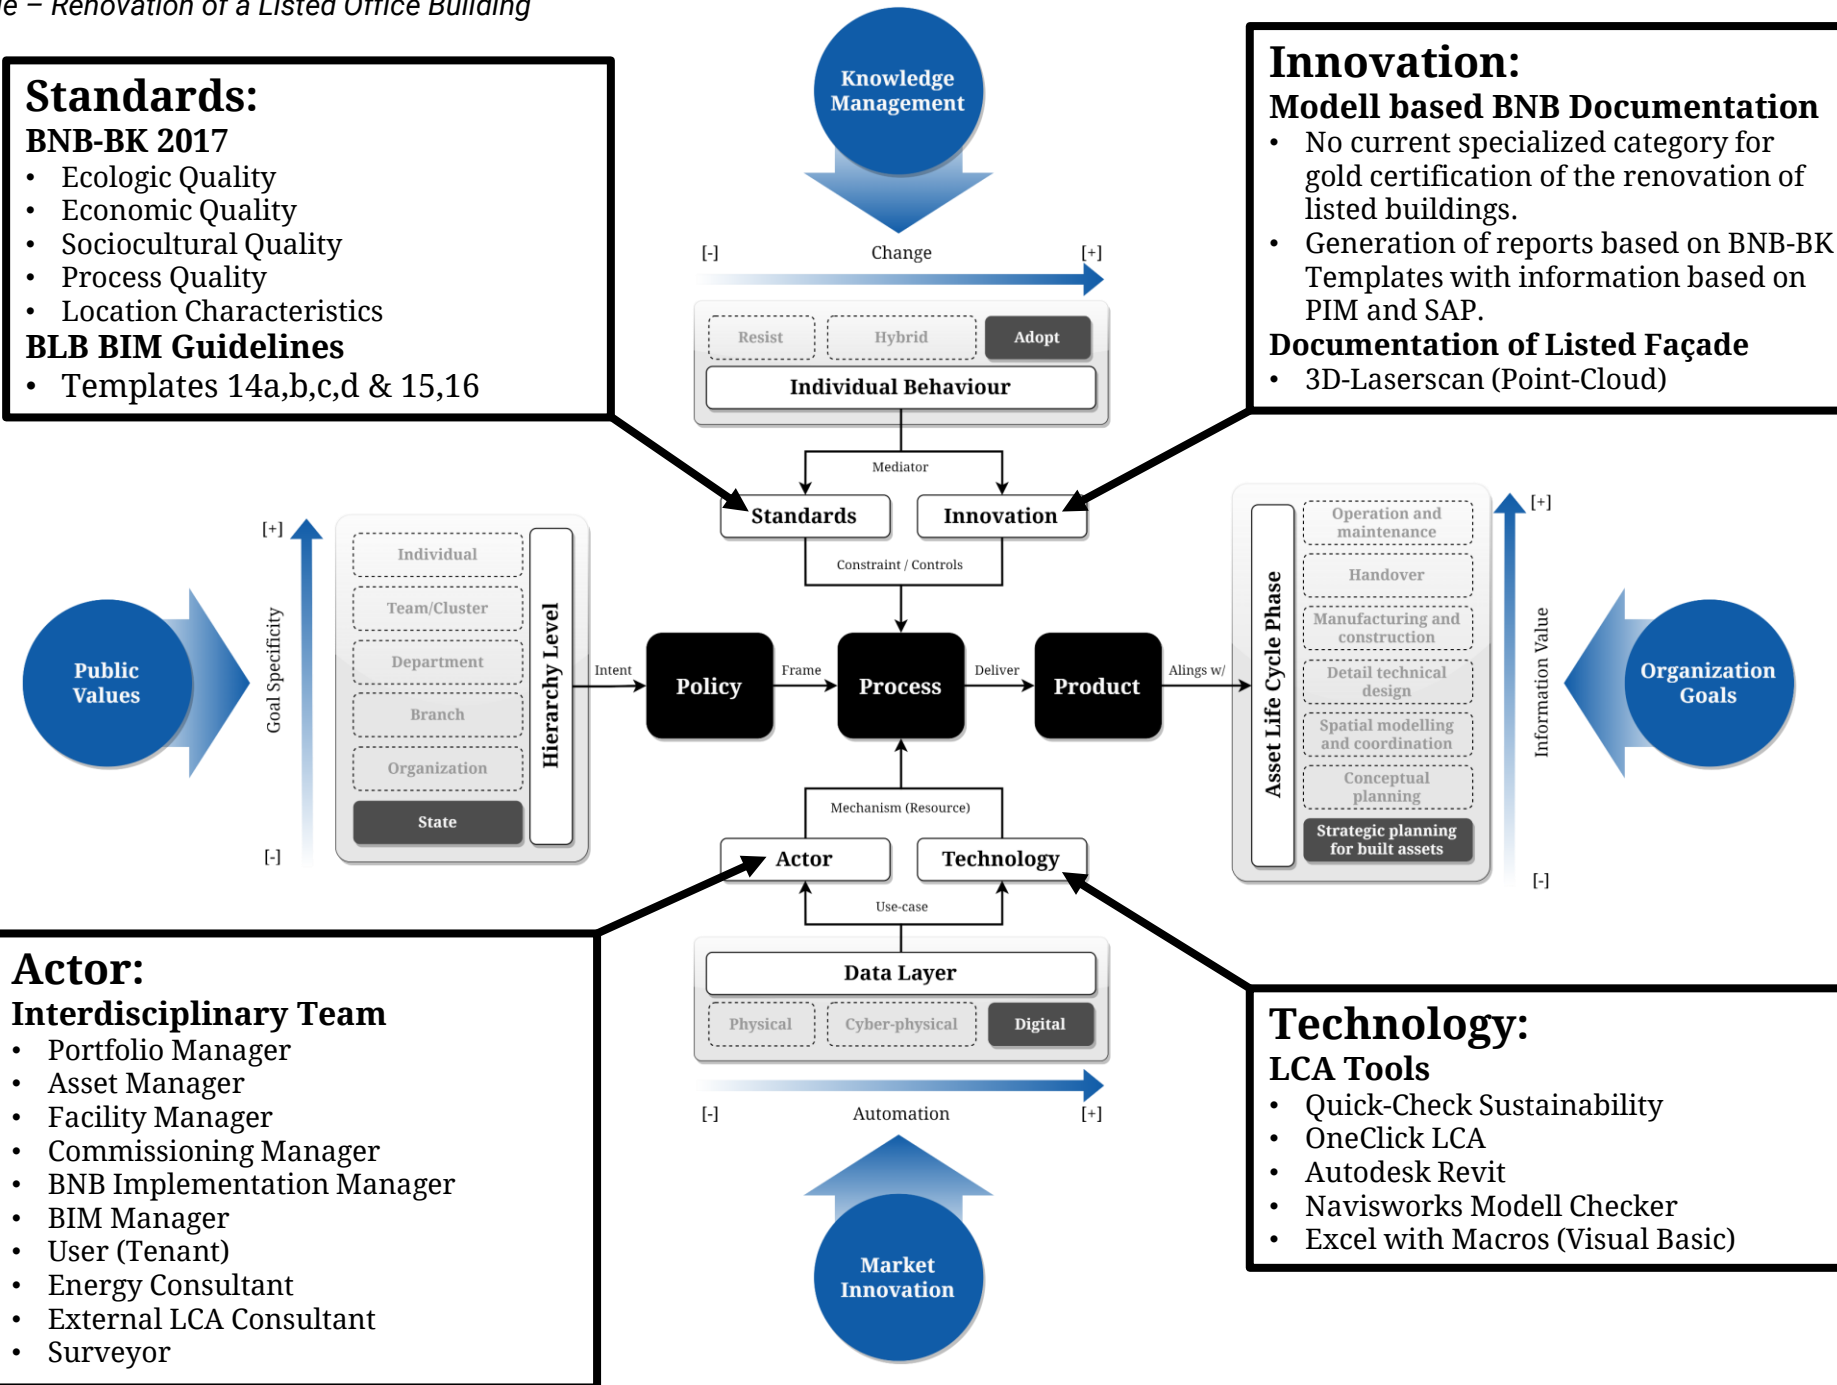 e – Renovation of a Listed Office Building
Standards:
BNB-BK 2017
• Ecologic Quality
• Economic Quality
• Sociocultural Quality
• Process Quality
• Location Characteristics
BLB BIM Guidelines
• Templates 14a,b,c,d & 15,16
Knowledge
Management
Innovation:
Modell based BNB Documentation
• No current specialized category for
gold certification of the renovation of
listed buildings.
• Generation of reports based on BNB-BK
Templates with information based on
PIM and SAP.
Documentation of Listed Façade
• 3D-Laserscan (Point-Cloud)
[-] Change [+]
Resist Hybrid Adopt
Individual Behaviour
Mediator
Standards Innovation
Constraint / Controls
Public
Values
[+]
Goal Specificity
[-]
Individual
Team/Cluster
Department
Branch
Organization
State
Hierarchy Level
Intent
Policy
Frame
Process
Deliver
Product
Alings w/
Asset Life Cycle Phase
Operation and
maintenance
Handover
Manufacturing and
construction
Detail technical
design
Spatial modelling
and coordination
Conceptual
planning
Strategic planning
for built assets
[+]
Information Value
[-]
Organization
Goals
Mechanism (Resource)
Actor Technology
Use-case
Data Layer
Physical Cyber-physical Digital
[-] Automation [+]
Market
Innovation
Actor:
Interdisciplinary Team
• Portfolio Manager
• Asset Manager
• Facility Manager
• Commissioning Manager
• BNB Implementation Manager
• BIM Manager
• User (Tenant)
• Energy Consultant
• External LCA Consultant
• Surveyor
Technology:
LCA Tools
• Quick-Check Sustainability
• OneClick LCA
• Autodesk Revit
• Navisworks Modell Checker
• Excel with Macros (Visual Basic)